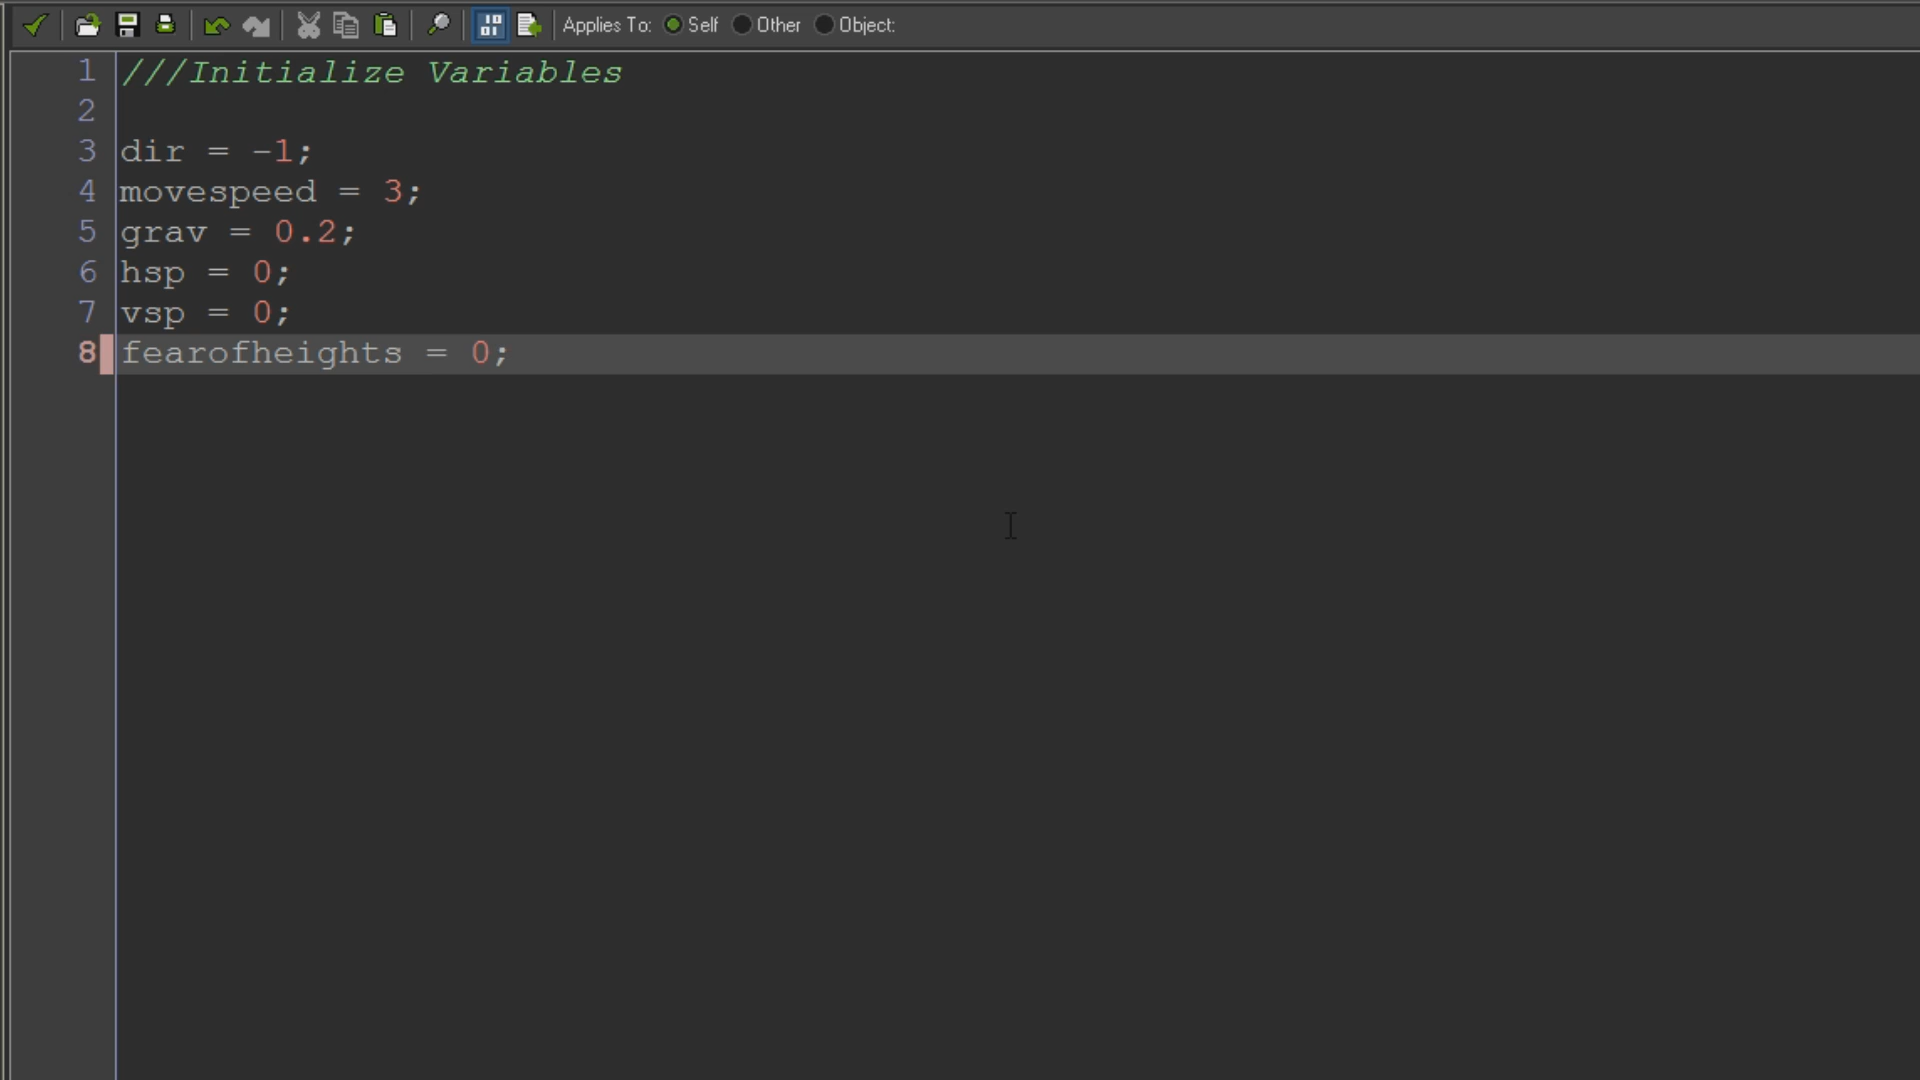 Applies To: Self Other Object:
1 ///Initialize Variables
2
3 dir = -1;
4 movespeed = 3;
5 grav = 0.2;
6 hsp = 0;
7 vsp = 0;
8 fearofheights = 0;